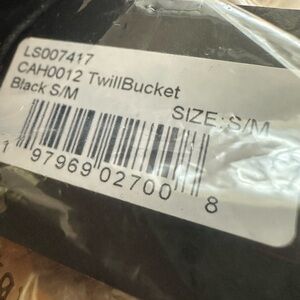 LS007417
CAH0012 TwillBucket
Black S/M
SIZE: S/M
1 97969 02700 8